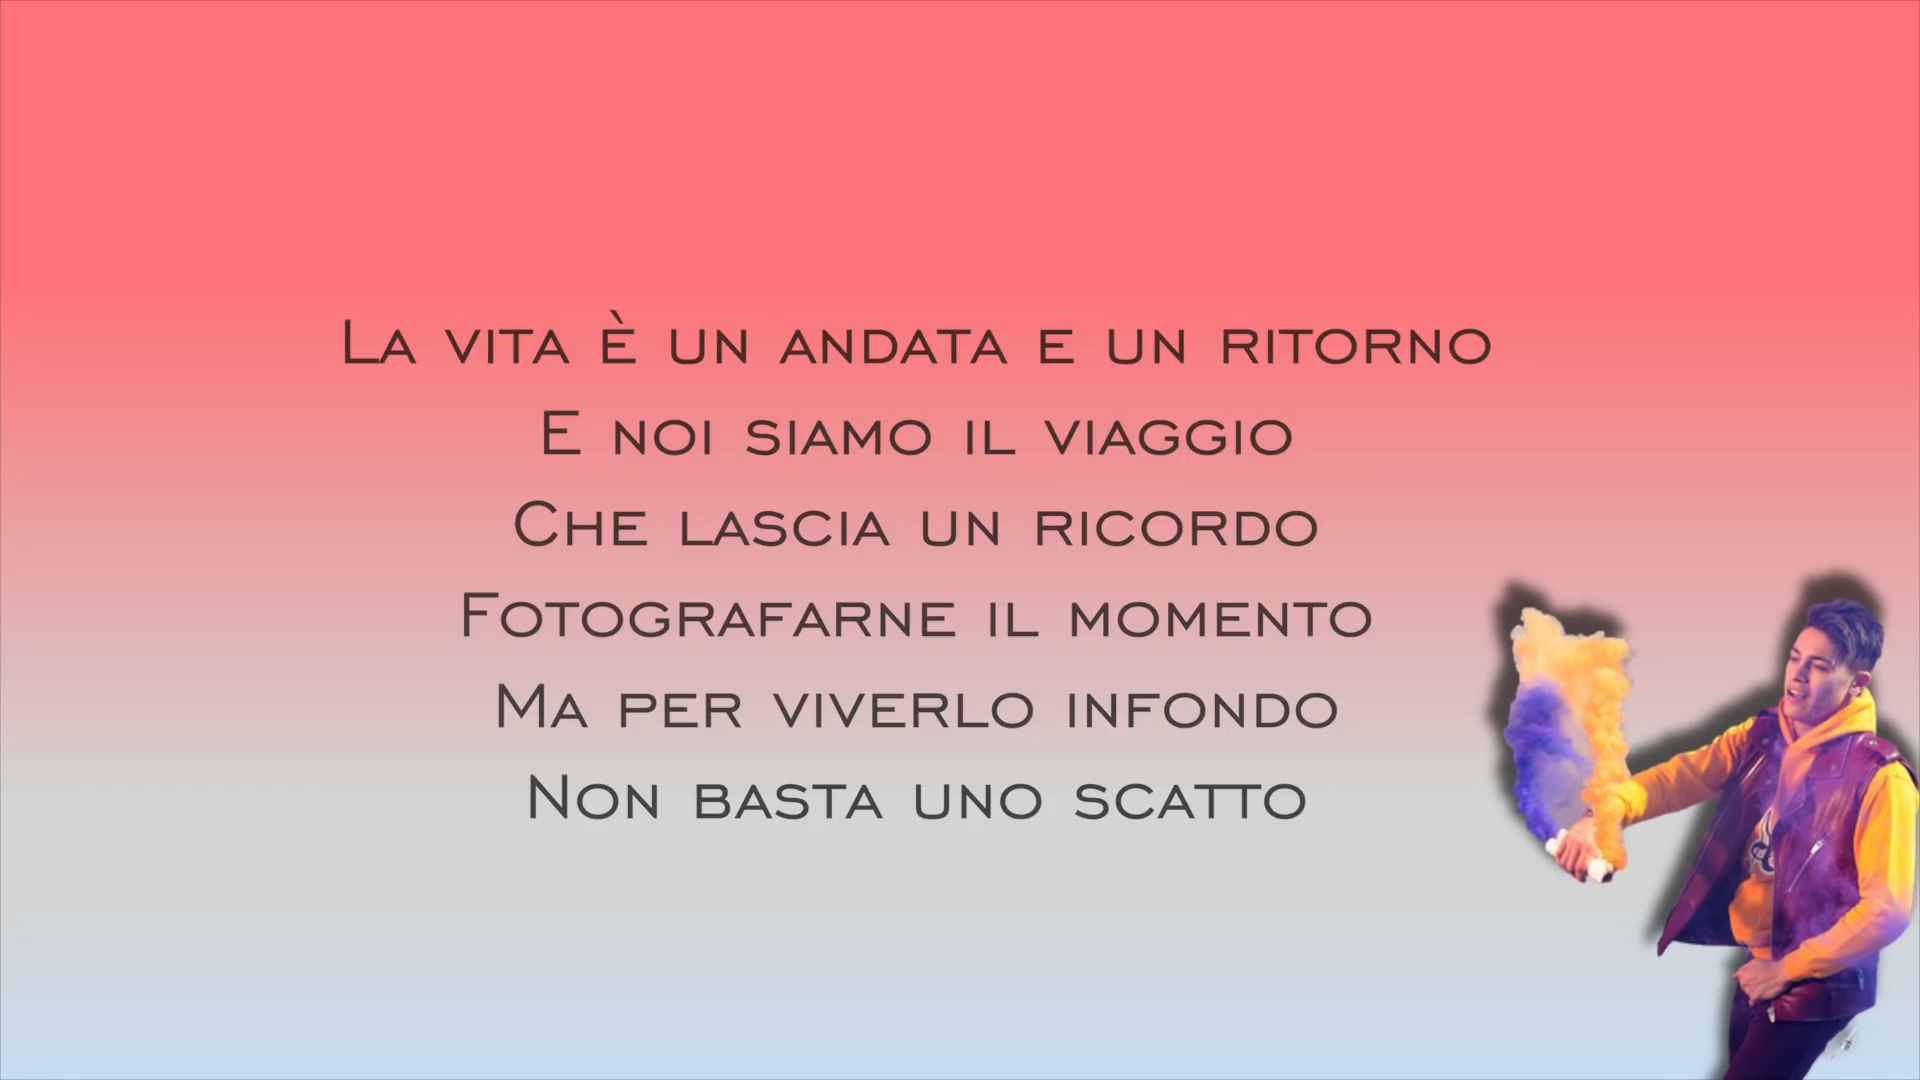 La vita è un andata e un ritorno
E noi siamo il viaggio
Che lascia un ricordo
Fotografarne il momento
Ma per viverlo infondo
Non basta uno scatto